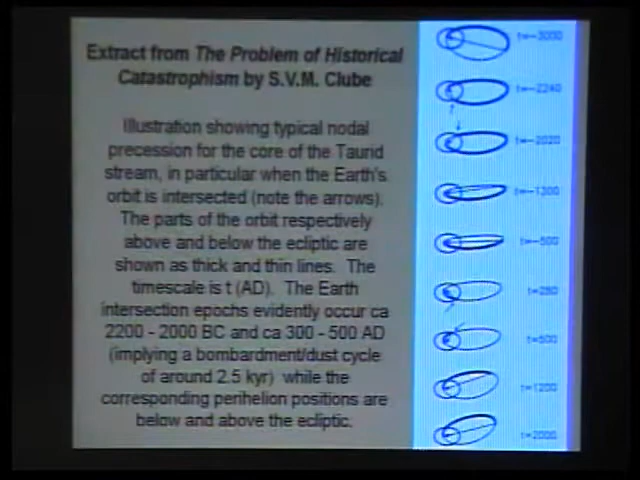 Extract from The Problem of Historical
Catastrophism by S.V.M. Clube
Illustration showing typical nodal
precession for the core of the Taurid
stream, in particular when the Earth's
orbit is intersected (note the arrows).
The parts of the orbit respectively
above and below the ecliptic are
shown as thick and thin lines. The
timescale is t (AD). The Earth
intersection epochs evidently occur ca
2200 - 2000 BC and ca 300 - 500 AD
(implying a bombardment/dust cycle
of around 2.5 kyr) while the
corresponding perihelion positions are
below and above the ecliptic.
t=-3000
t=-2240
t=-2020
t=-1300
t=-500
t=500
t=1200
t=2000